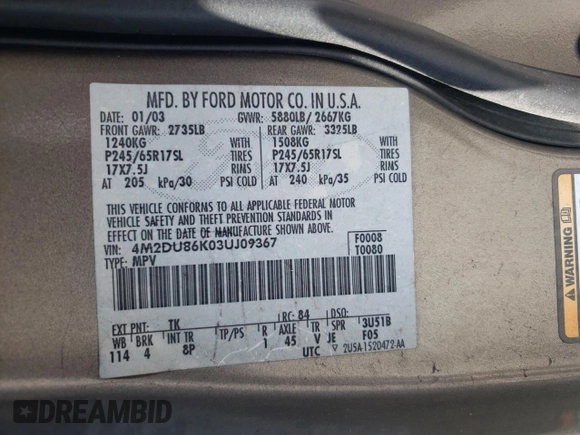 MFD. BY FORD MOTOR CO. IN U.S.A.
DATE: 01/03 GVWR: 5880LB/ 2667KG
FRONT GAWR: 2735LB REAR GAWR: 3325LB
1240KG WITH 1508KG WITH
P245/65R17SL TIRES P245/65R17SL TIRES
17X7.5J RIMS 17X7.5J RIMS
AT 205 kPa/30 PSI COLD AT 240 kPa/35 PSI COLD
THIS VEHICLE CONFORMS TO ALL APPLICABLE FEDERAL MOTOR
VEHICLE SAFETY AND THEFT PREVENTION STANDARDS IN
EFFECT ON THE DATE OF MANUFACTURE SHOWN ABOVE.
VIN: 4M2DU86K03UJ09367 F0008
TYPE: MPV T0080
EXT PNT: TK RC: 84 DSO:
WB BRK INT TR TP/PS R AXLE TR SPR 3U51B
114 4 8P 1 45 V JE F05
UTC ▽ 2U5A-1520472-AA
WARNING
DREAMBID